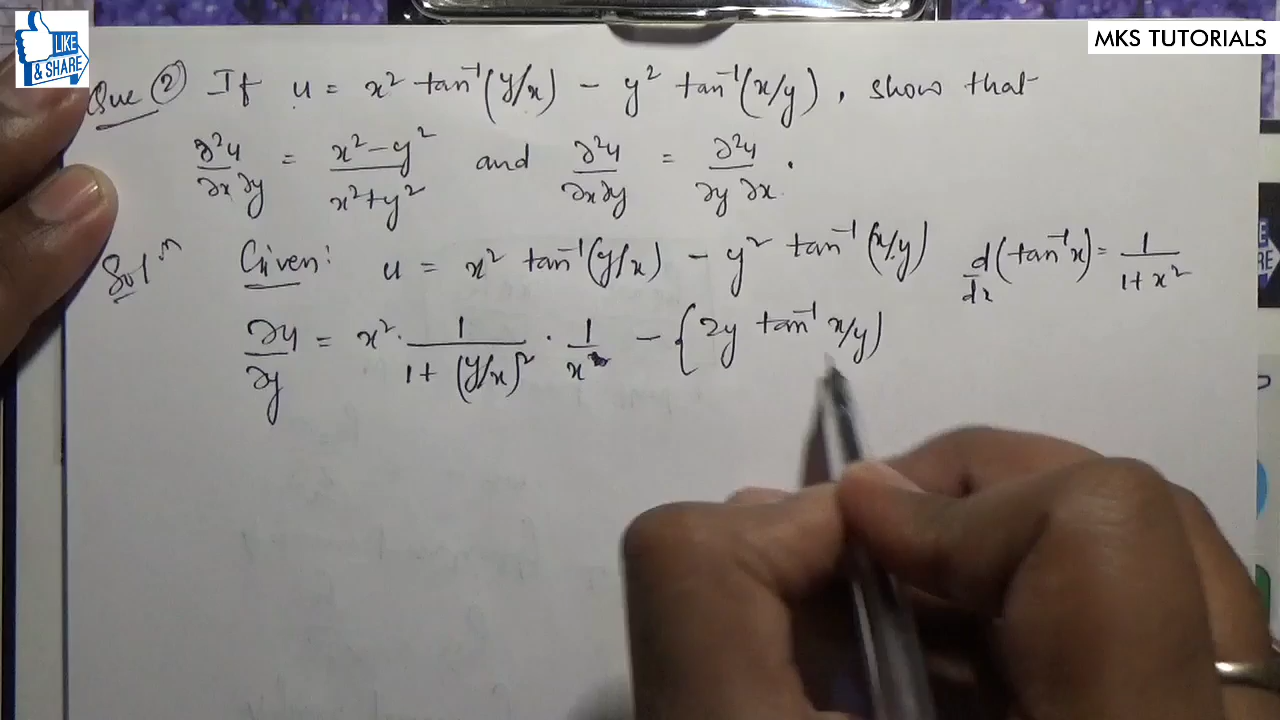 LIKE & SHARE
MKS TUTORIALS
Que ② If u = x² tan⁻¹(y/x) − y² tan⁻¹(x/y), show that
∂²u/∂x∂y = (x²−y²)/(x²+y²) and ∂²u/∂x∂y = ∂²u/∂y∂x.
Solⁿ Given: u = x² tan⁻¹(y/x) − y² tan⁻¹(x/y) d/dx(tan⁻¹x) = 1/(1+x²)
∂u/∂y = x² · 1/(1+(y/x)²) · 1/x − {2y tan⁻¹ x/y)